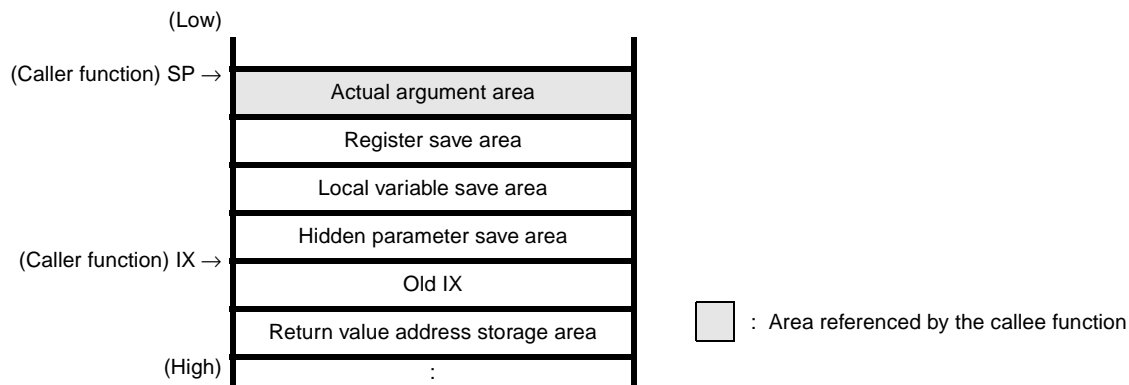 (Low)
(Caller function) SP →
Actual argument area
Register save area
Local variable save area
Hidden parameter save area
(Caller function) IX →
Old IX
Return value address storage area
: Area referenced by the callee function
(High)
: